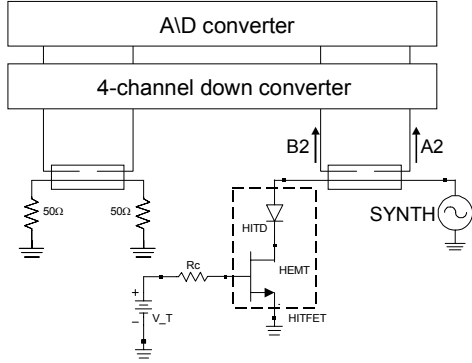 A\D converter
4-channel down converter
B2
A2
50Ω
50Ω
SYNTH
HITD
Rc
HEMT
+
V_T
−
HITFET